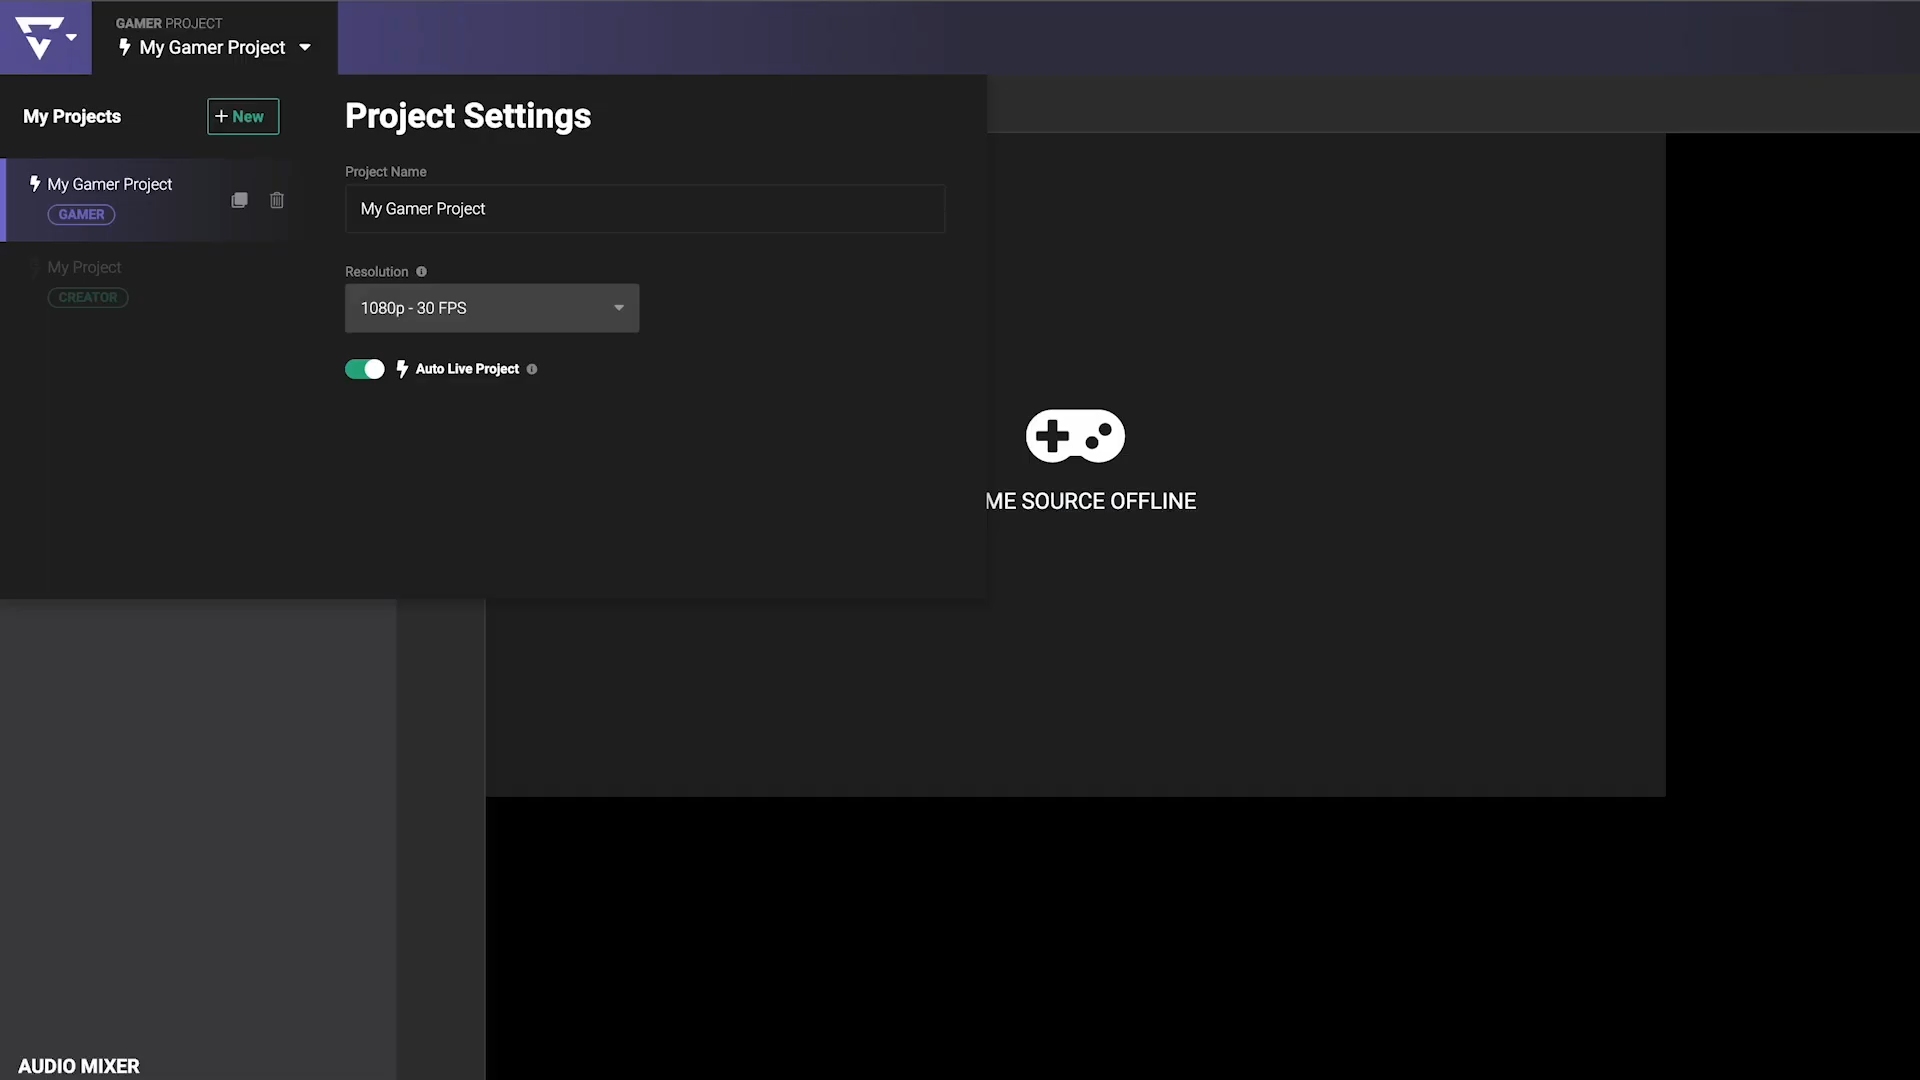 GAMER PROJECT
My Gamer Project
My Projects
+ New
My Gamer Project
GAMER
My Project
CREATOR
Project Settings
Project Name
My Gamer Project
Resolution
1080p - 30 FPS
Auto Live Project
ME SOURCE OFFLINE
AUDIO MIXER